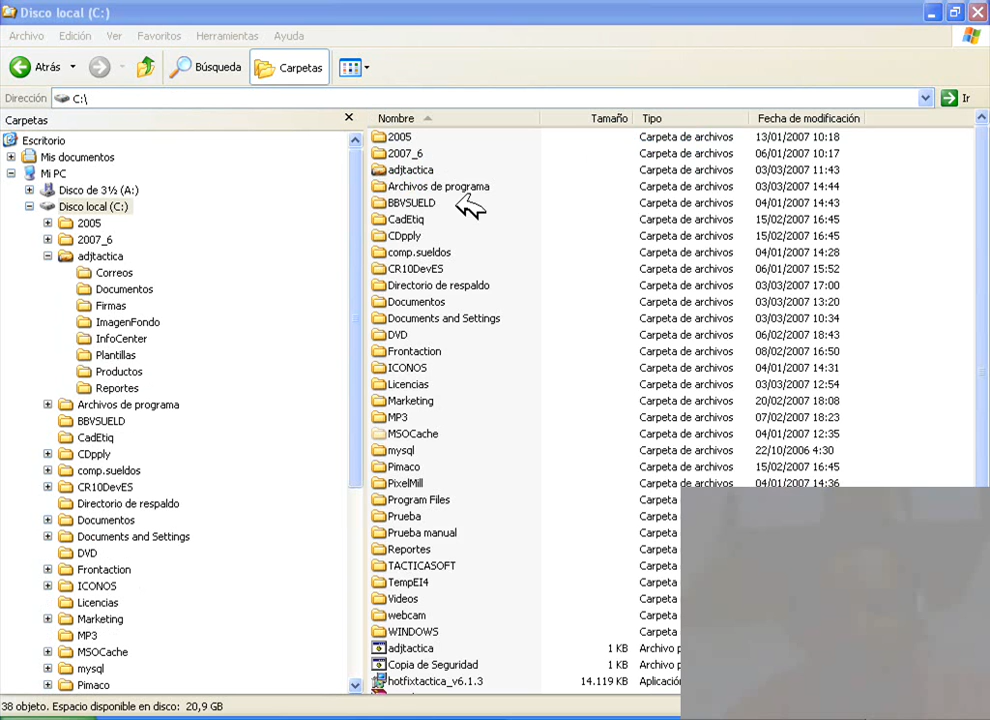 Disco local (C:)
Archivo Edición Ver Favoritos Herramientas Ayuda
Atrás Búsqueda Carpetas
Dirección C:\ Ir
Carpetas
Escritorio
Mis documentos
Mi PC
Disco de 3½ (A:)
Disco local (C:)
2005
2007_6
adjtactica
Correos
Documentos
Firmas
ImagenFondo
InfoCenter
Plantillas
Productos
Reportes
Archivos de programa
BBVSUELD
CadEtiq
CDpply
comp.sueldos
CR10DevES
Directorio de respaldo
Documentos
Documents and Settings
DVD
Frontaction
ICONOS
Licencias
Marketing
MP3
MSOCache
mysql
Pimaco
Nombre Tamaño Tipo Fecha de modificación
2005 Carpeta de archivos 13/01/2007 10:18
2007_6 Carpeta de archivos 06/01/2007 10:17
adjtactica Carpeta de archivos 03/03/2007 11:43
Archivos de programa Carpeta de archivos 03/03/2007 14:44
BBVSUELD Carpeta de archivos 04/01/2007 14:43
CadEtiq Carpeta de archivos 15/02/2007 16:45
CDpply Carpeta de archivos 15/02/2007 16:45
comp.sueldos Carpeta de archivos 04/01/2007 14:28
CR10DevES Carpeta de archivos 06/01/2007 15:52
Directorio de respaldo Carpeta de archivos 03/03/2007 17:00
Documentos Carpeta de archivos 03/03/2007 13:20
Documents and Settings Carpeta de archivos 03/03/2007 10:34
DVD Carpeta de archivos 06/02/2007 18:43
Frontaction Carpeta de archivos 08/02/2007 16:50
ICONOS Carpeta de archivos 04/01/2007 14:31
Licencias Carpeta de archivos 03/03/2007 12:54
Marketing Carpeta de archivos 20/02/2007 18:08
MP3 Carpeta de archivos 07/02/2007 18:23
MSOCache Carpeta de archivos 04/01/2007 12:35
mysql Carpeta de archivos 22/10/2006 4:30
Pimaco Carpeta de archivos 15/02/2007 16:45
PixelMill Carpeta de archivos 04/01/2007 14:36
Program Files Carpeta
Prueba Carpeta
Prueba manual Carpeta
Reportes Carpeta
TACTICASOFT Carpeta
TempEI4 Carpeta
Videos Carpeta
webcam Carpeta
WINDOWS Carpeta
adjtactica 1 KB Archivo p
Copia de Seguridad 1 KB Archivo p
hotfixtactica_v6.1.3 14.119 KB Aplicació
38 objeto. Espacio disponible en disco: 20,9 GB